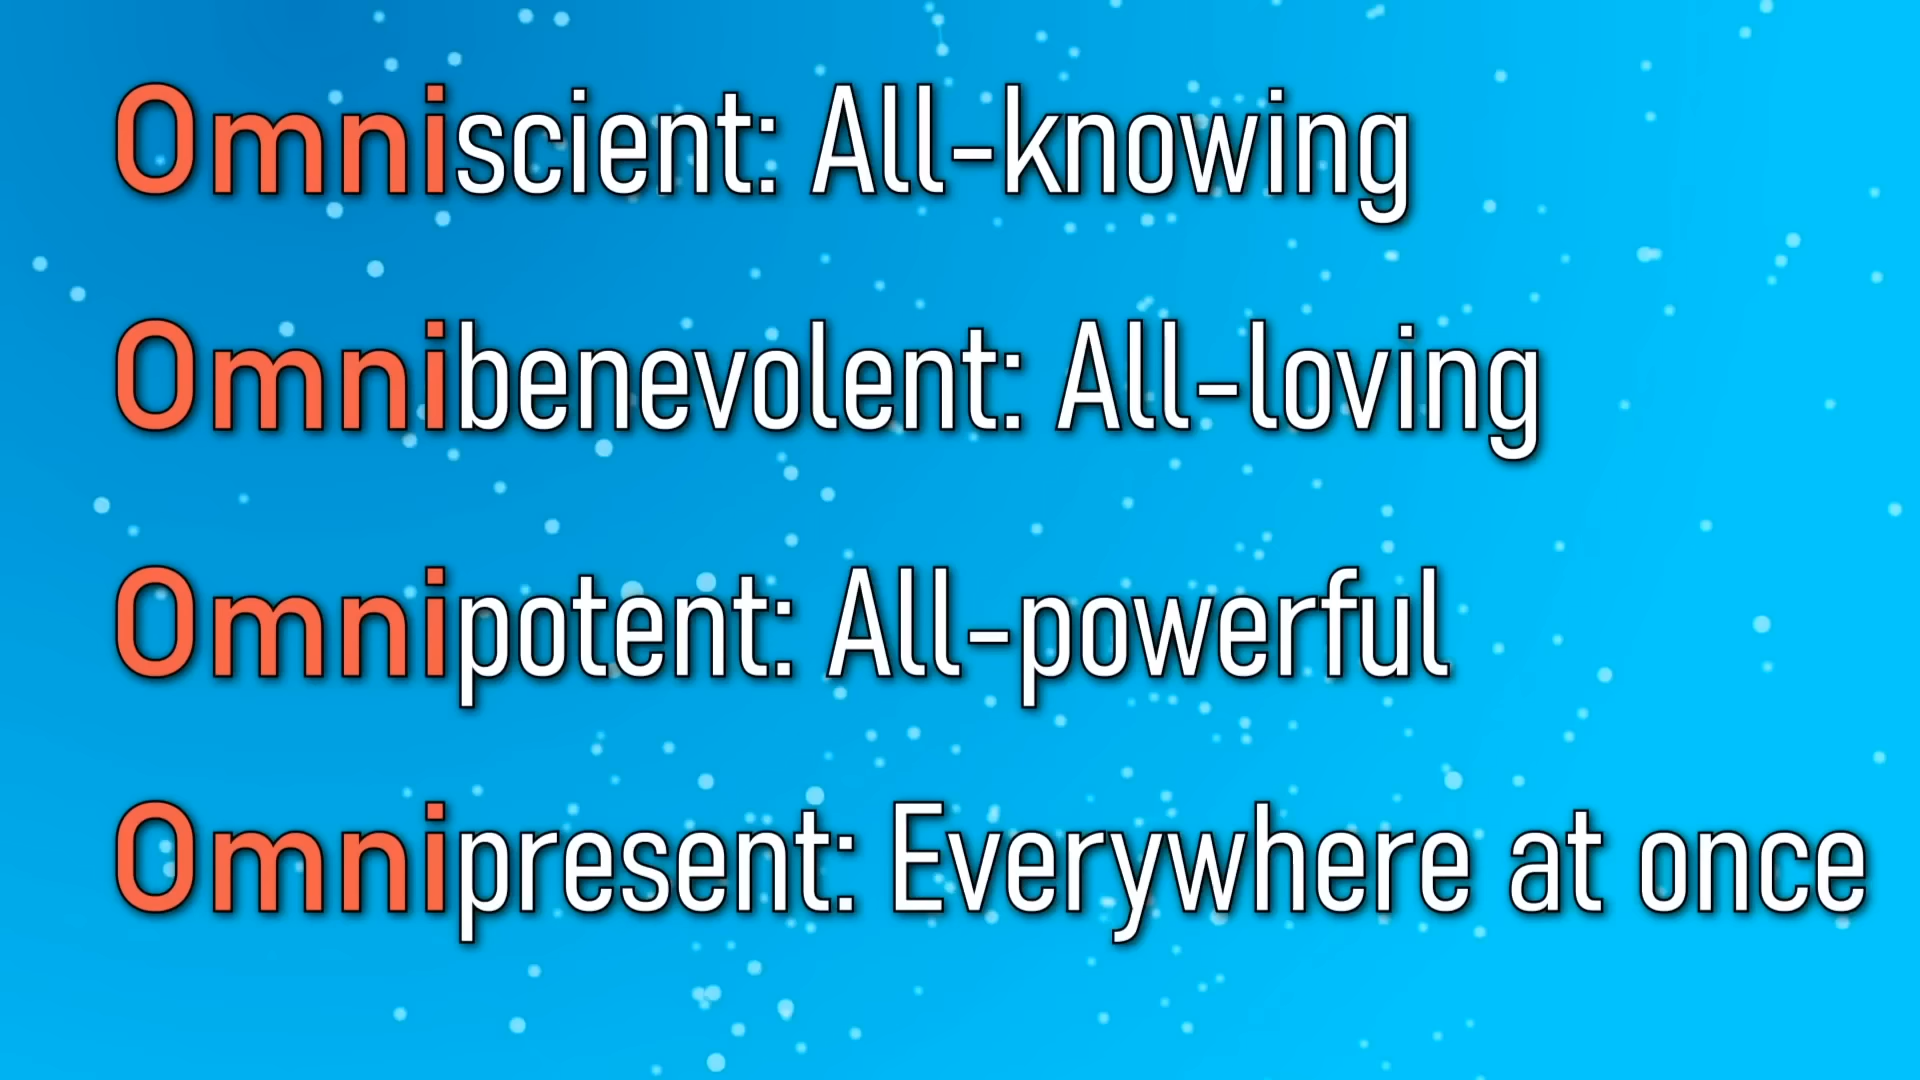 Omniscient: All-knowing
Omnibenevolent: All-loving
Omnipotent: All-powerful
Omnipresent: Everywhere at once